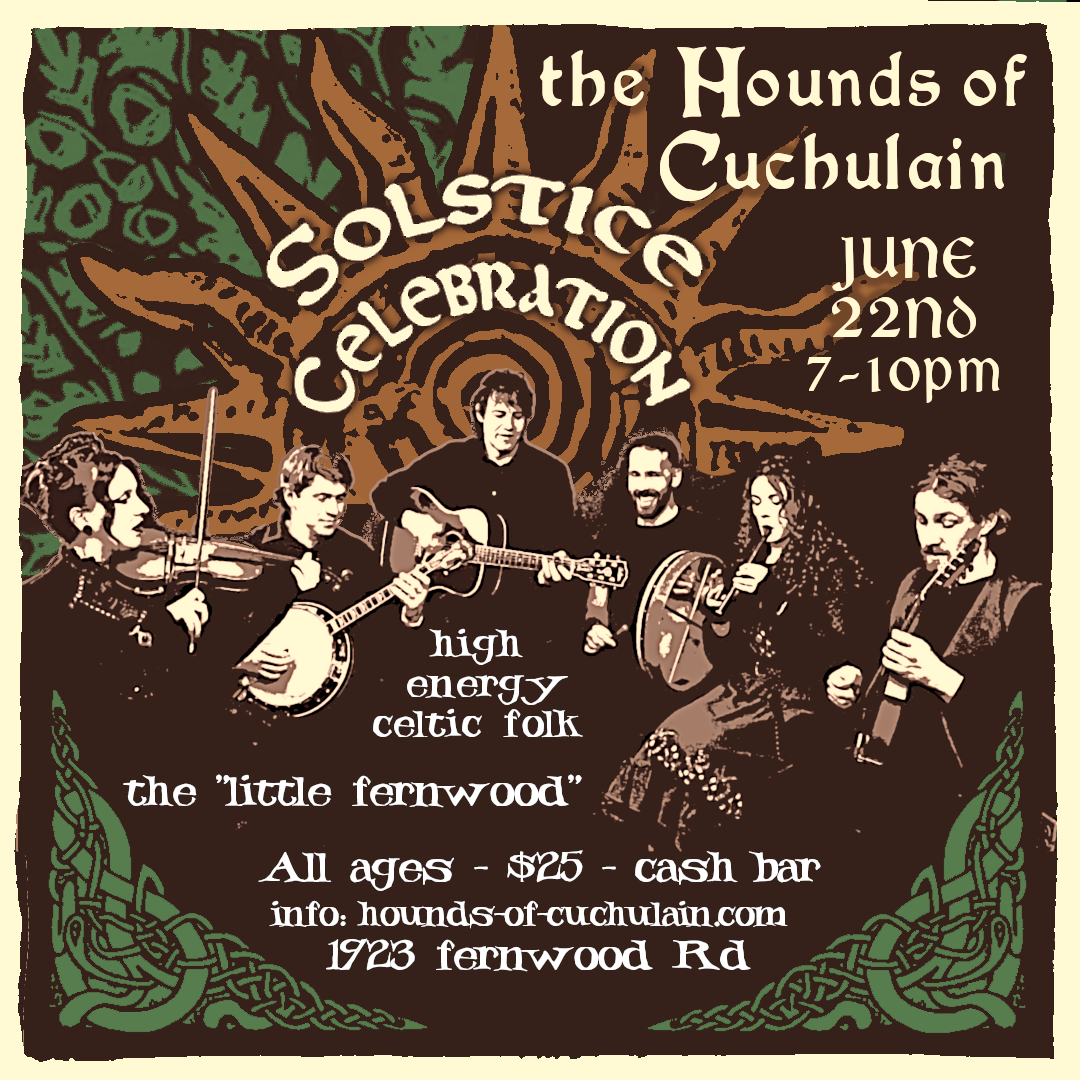 the Hounds of
Cuchulain
Solstice
Celebration
June
22nd
7-10pm
high
energy
celtic folk
the "little fernwood"
All ages - $25 - cash bar
info: hounds-of-cuchulain.com
1923 fernwood Rd